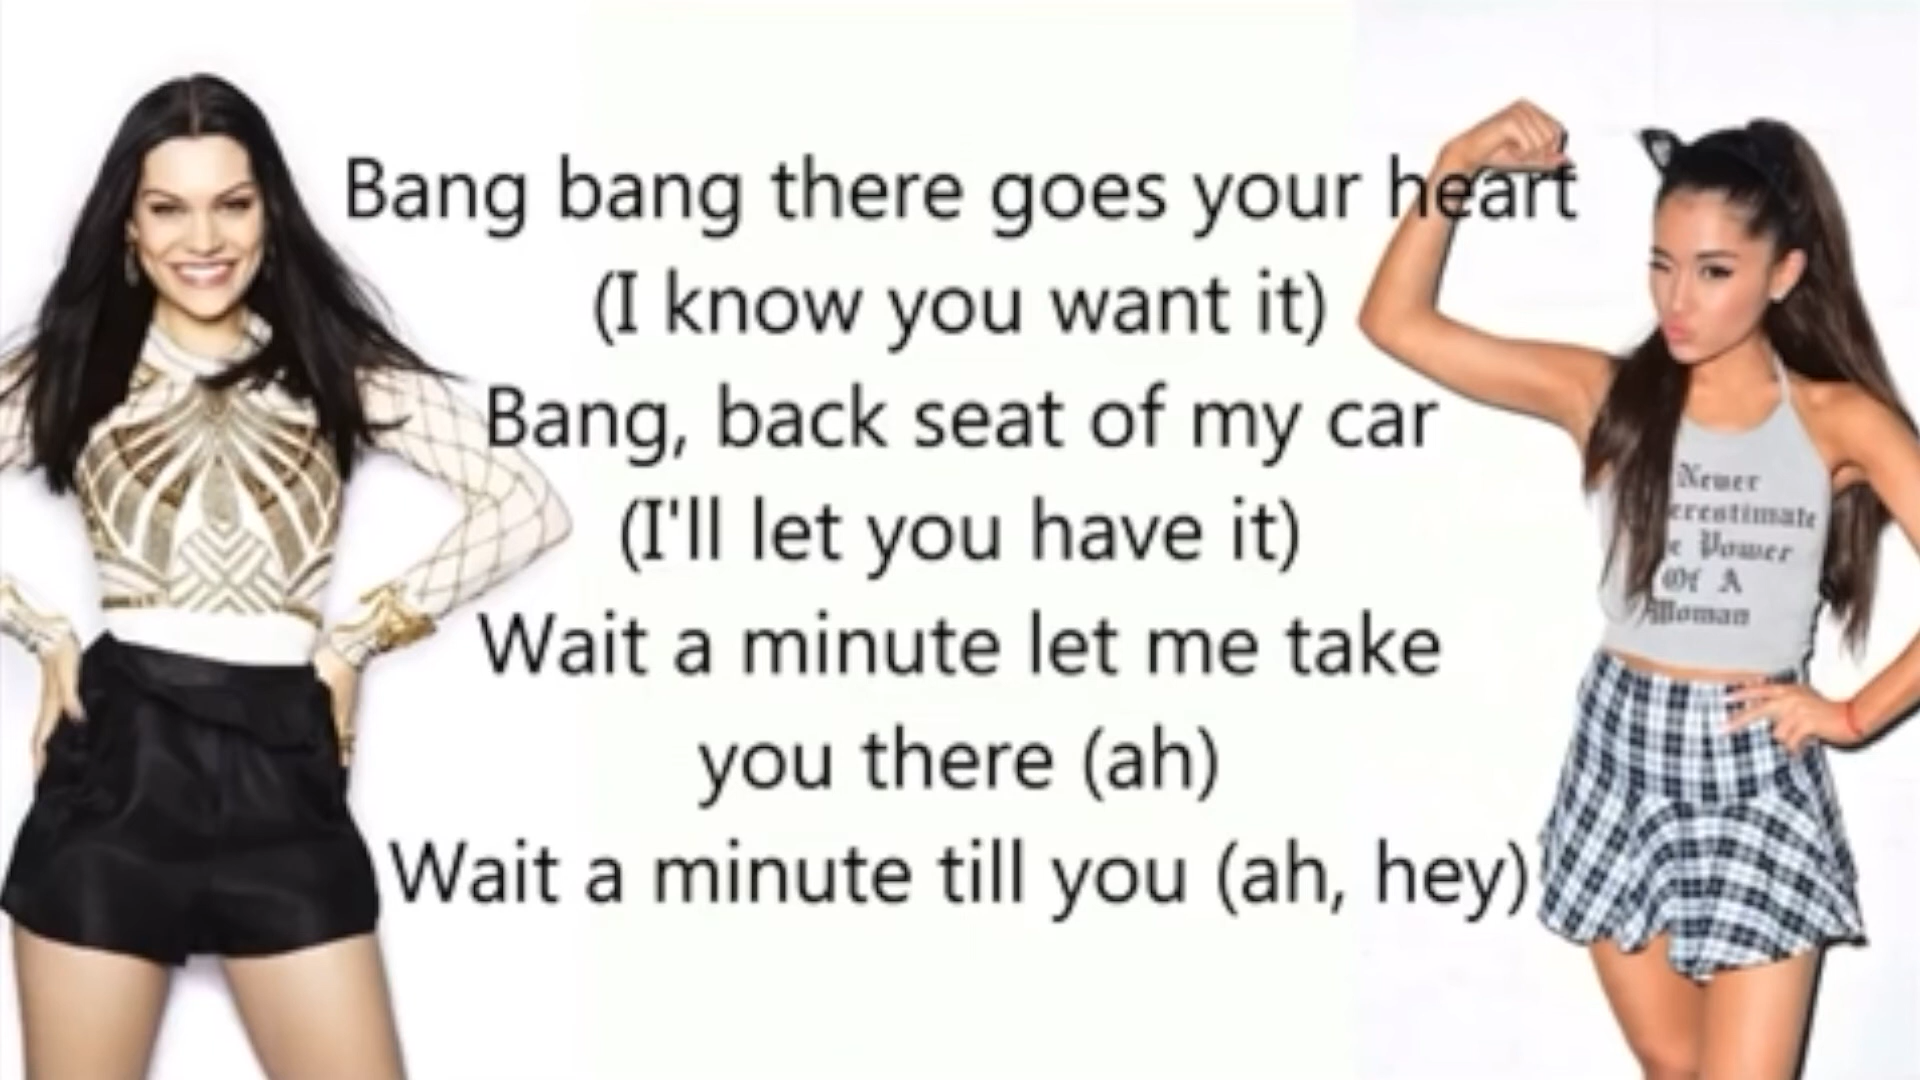 Bang bang there goes your heart
(I know you want it)
Bang, back seat of my car
(I'll let you have it)
Wait a minute let me take
you there (ah)
Wait a minute till you (ah, hey)
Never
erestimate
e Power
Of A
Woman